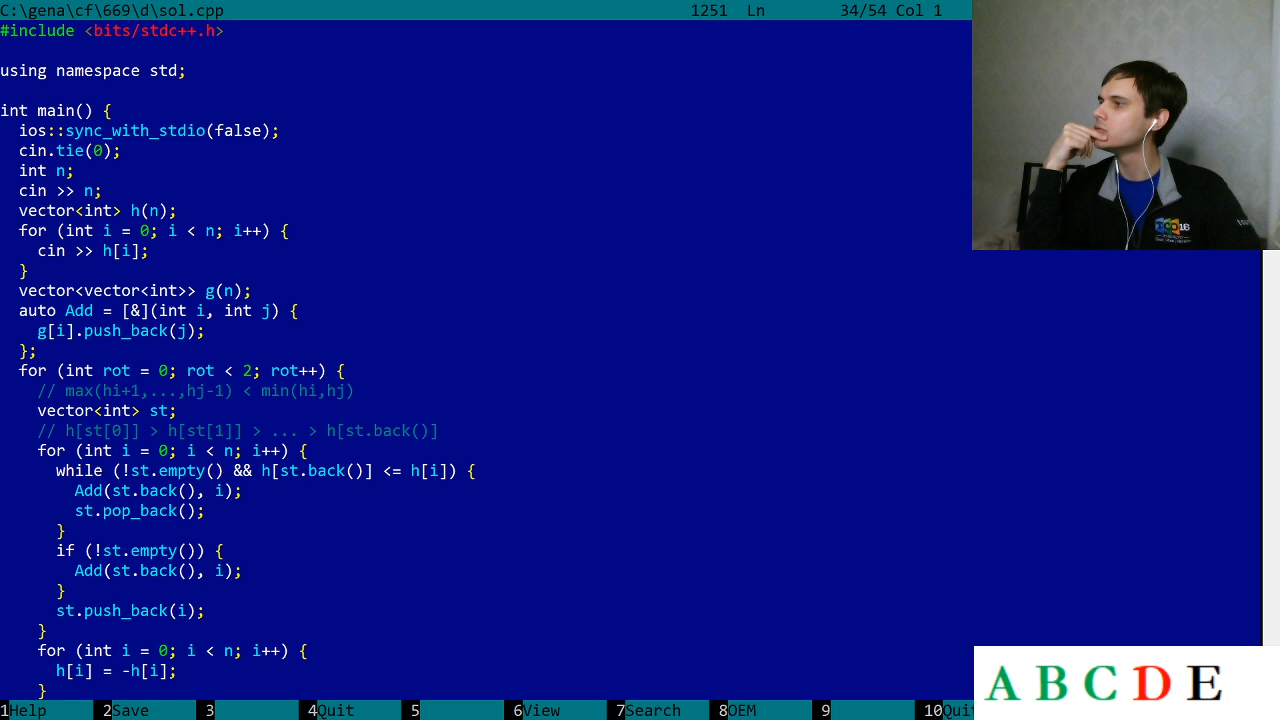 C:\gena\cf\669\d\sol.cpp 1251 Ln 34/54 Col 1
#include <bits/stdc++.h>
using namespace std;
int main() {
ios::sync_with_stdio(false);
cin.tie(0);
int n;
cin >> n;
vector<int> h(n);
for (int i = 0; i < n; i++) {
cin >> h[i];
}
vector<vector<int>> g(n);
auto Add = [&](int i, int j) {
g[i].push_back(j);
};
for (int rot = 0; rot < 2; rot++) {
// max(hi+1,...,hj-1) < min(hi,hj)
vector<int> st;
// h[st[0]] > h[st[1]] > ... > h[st.back()]
for (int i = 0; i < n; i++) {
while (!st.empty() && h[st.back()] <= h[i]) {
Add(st.back(), i);
st.pop_back();
}
if (!st.empty()) {
Add(st.back(), i);
}
st.push_back(i);
}
for (int i = 0; i < n; i++) {
h[i] = -h[i];
}
A B C D E
1Help 2Save 3 4Quit 5 6View 7Search 8OEM 9 10Quit